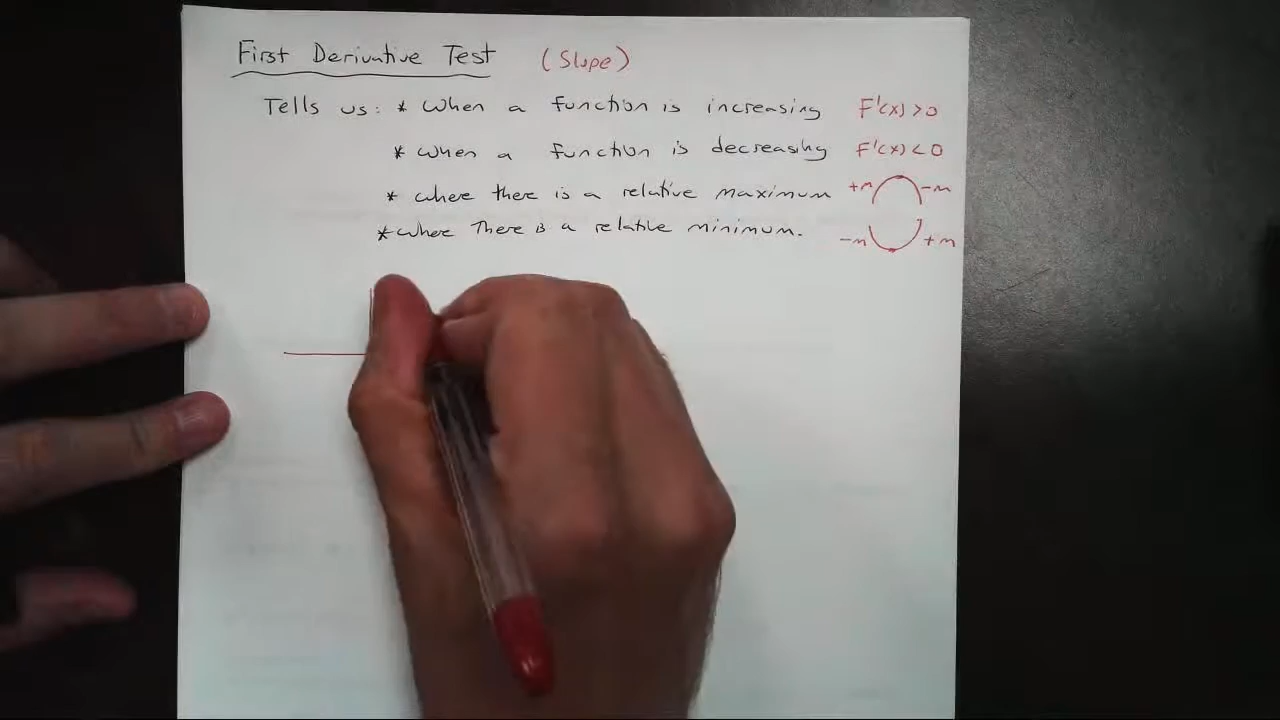 First Derivative Test (Slope)
Tells us: * when a function is increasing F'(x) > 0
* when a function is decreasing F'(x) < 0
* where there is a relative maximum +m -m
* where there is a relative minimum. -m +m